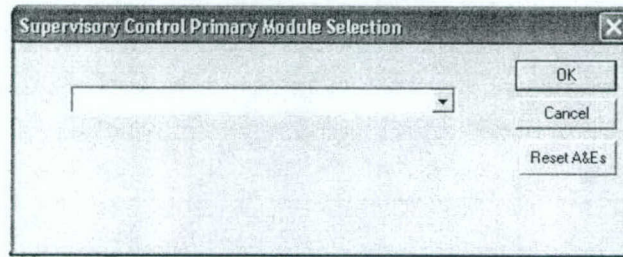 Supervisory Control Primary Module Selection
OK
Cancel
Reset A&Es